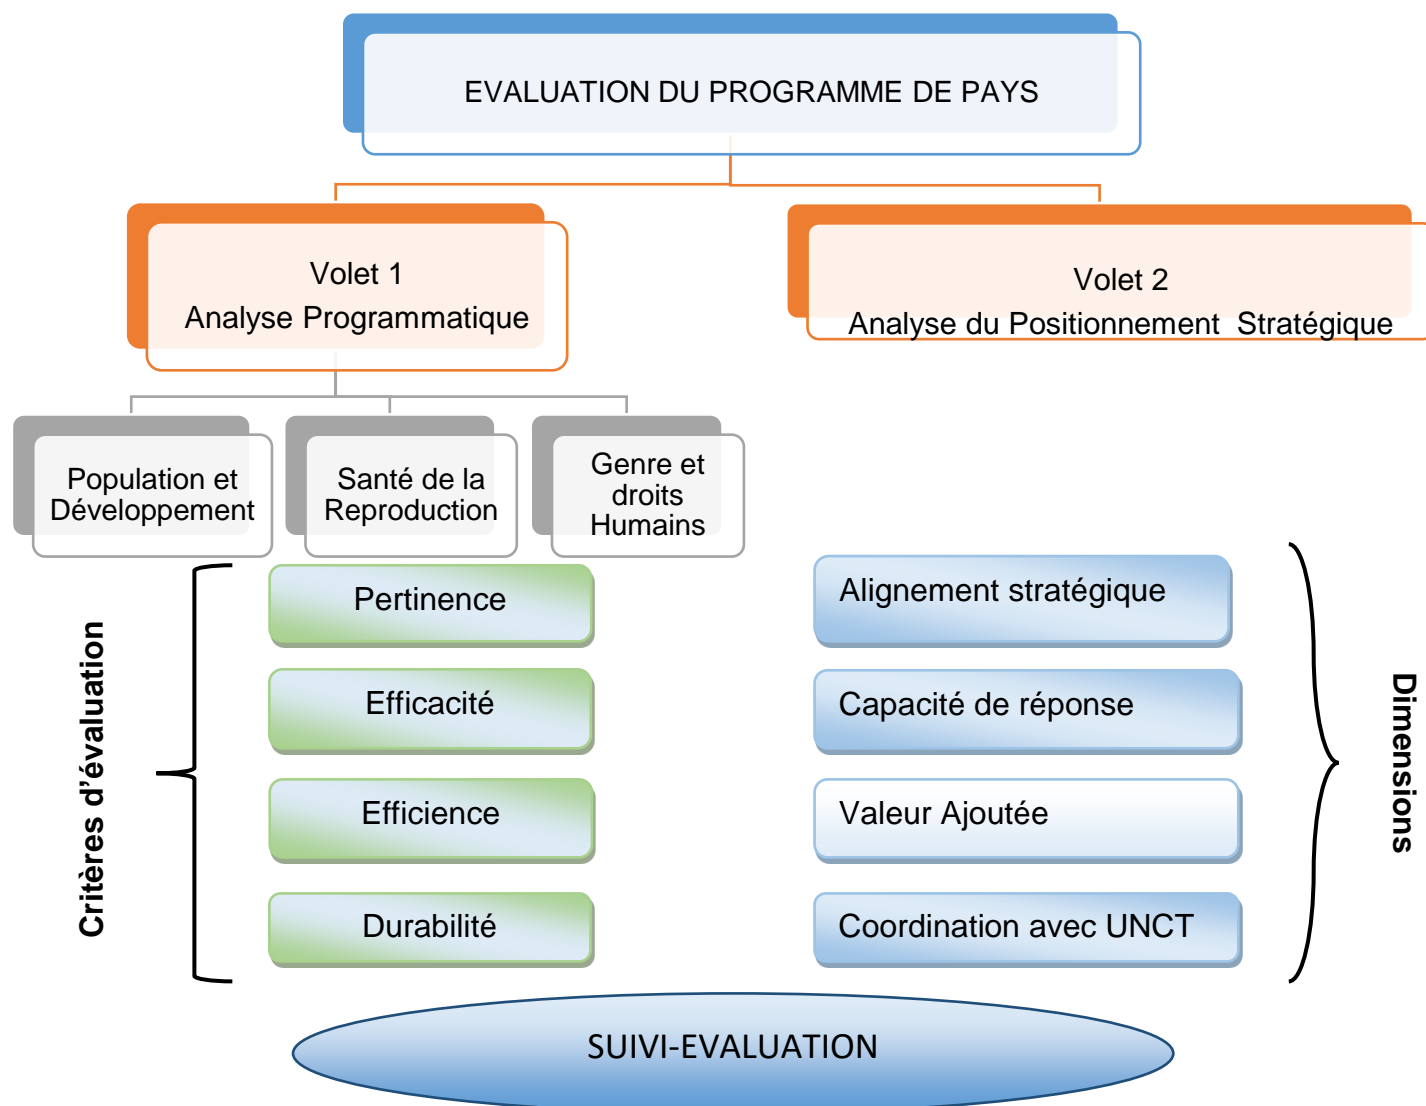 EVALUATION DU PROGRAMME DE PAYS
Volet 1
Analyse Programmatique
Volet 2
Analyse du Positionnement Stratégique
Population et
Développement
Santé de la
Reproduction
Genre et
droits
Humains
Critères d’évaluation
Pertinence
Efficacité
Efficience
Durabilité
Alignement stratégique
Capacité de réponse
Valeur Ajoutée
Coordination avec UNCT
Dimensions
SUIVI-EVALUATION